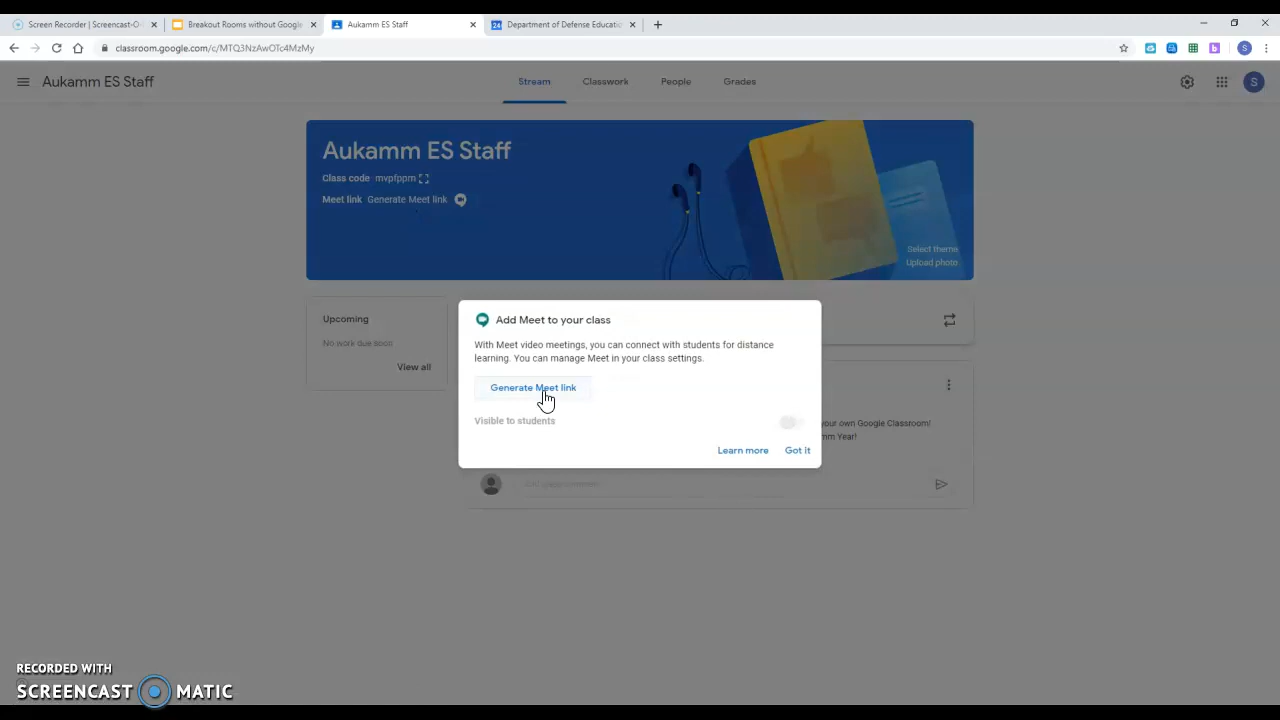 Screen Recorder | Screencast-O
Breakout Rooms without Google
Aukamm ES Staff
Department of Defense Educatio
classroom.google.com/c/MTQ3NzAwOTc4MzMy
S
Aukamm ES Staff
Stream
Classwork
People
Grades
S
Aukamm ES Staff
Class code mvpfppm
Meet link Generate Meet link
Select theme
Upload photo
Upcoming
No work due soon
View all
Add Meet to your class
With Meet video meetings, you can connect with students for distance
learning. You can manage Meet in your class settings.
Generate Meet link
your own Google Classroom!
Visible to students
mm Year!
Learn more
Got it
RECORDED WITH
SCREENCAST MATIC